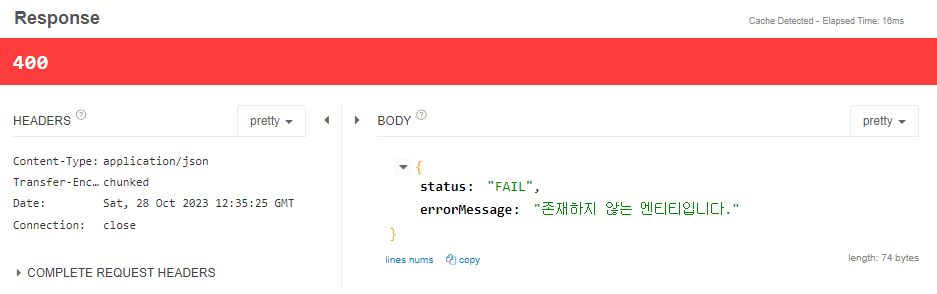 Response
Cache Detected - Elapsed Time: 16ms
400
HEADERS ?
pretty
BODY ?
pretty
Content-Type: application/json
Transfer-Enc… chunked
Date: Sat, 28 Oct 2023 12:35:25 GMT
Connection: close
COMPLETE REQUEST HEADERS
{
status: "FAIL",
errorMessage: "존재하지 않는 엔티티입니다."
}
lines nums copy
length: 74 bytes